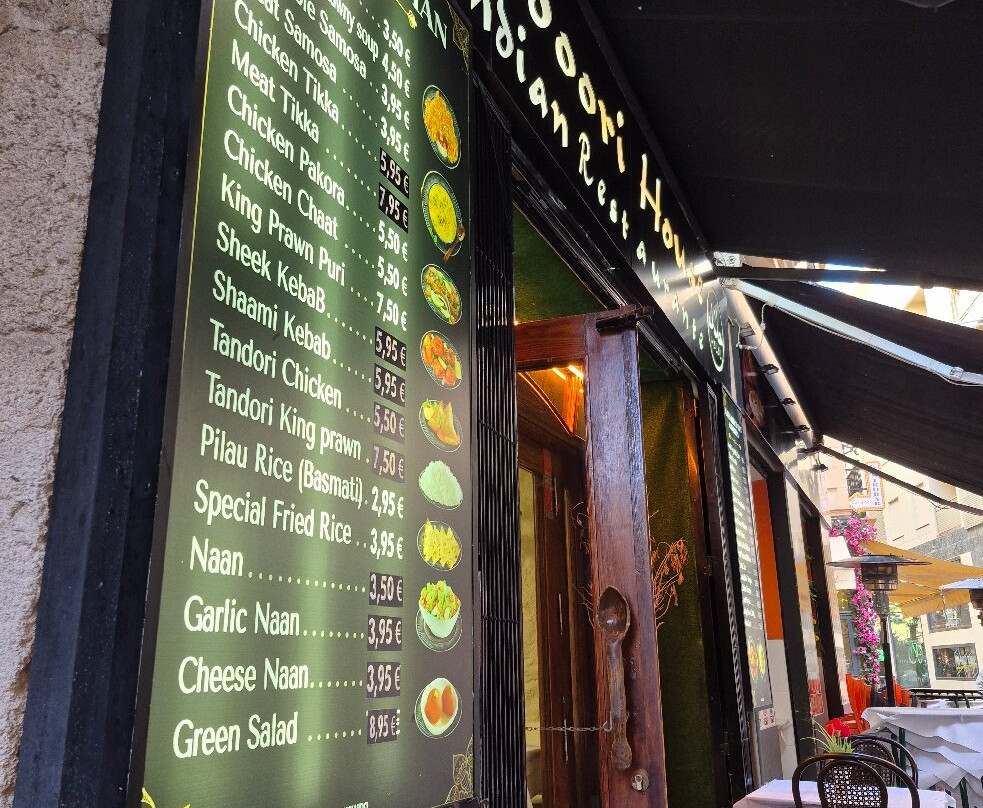 3,50 €
soup 4,50 €
Samosa 3,95 €
Samosa ..... 3,95 €
Chicken Tikka .... 5,95 €
Meat Tikka ....... 7,95 €
Chicken Pakora ... 5,50 €
Chicken Chaat ..... 5,50 €
King Prawn Puri .. 7,50 €
Sheek KebaB....... 5,95 €
Shaami Kebab..... 5,95 €
Tandori Chicken .... 5,50 €
Tandori King prawn . 7,50 €
Pilau Rice (Basmati) . 2,95 €
Special Fried Rice .. 3,95 €
Naan .............. 3,50 €
Garlic Naan....... 3,95 €
Cheese Naan...... 3,95 €
Green Salad ...... 8,95 €
House
Indian Restaurante